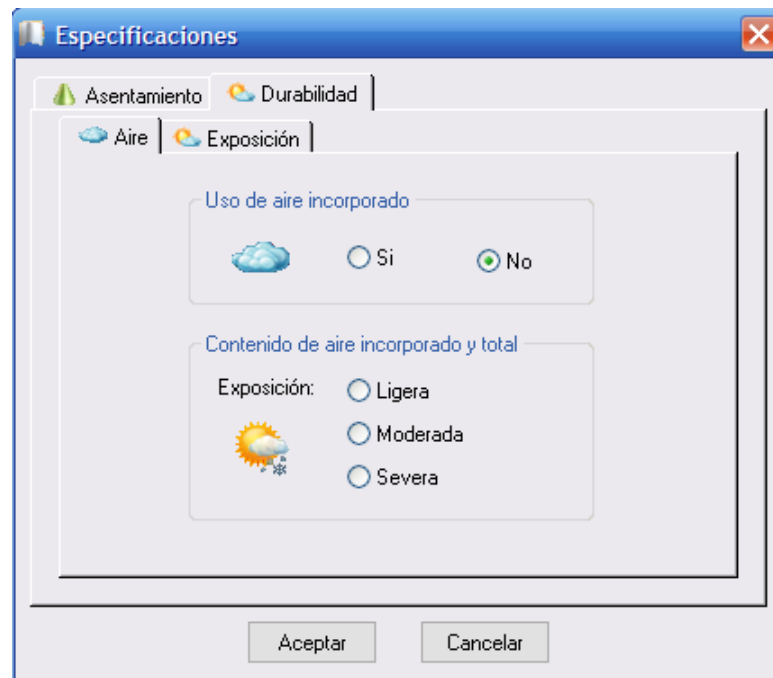 Especificaciones
Asentamiento Durabilidad
Aire Exposición
Uso de aire incorporado
Si No
Contenido de aire incorporado y total
Exposición: Ligera
Moderada
Severa
Aceptar Cancelar